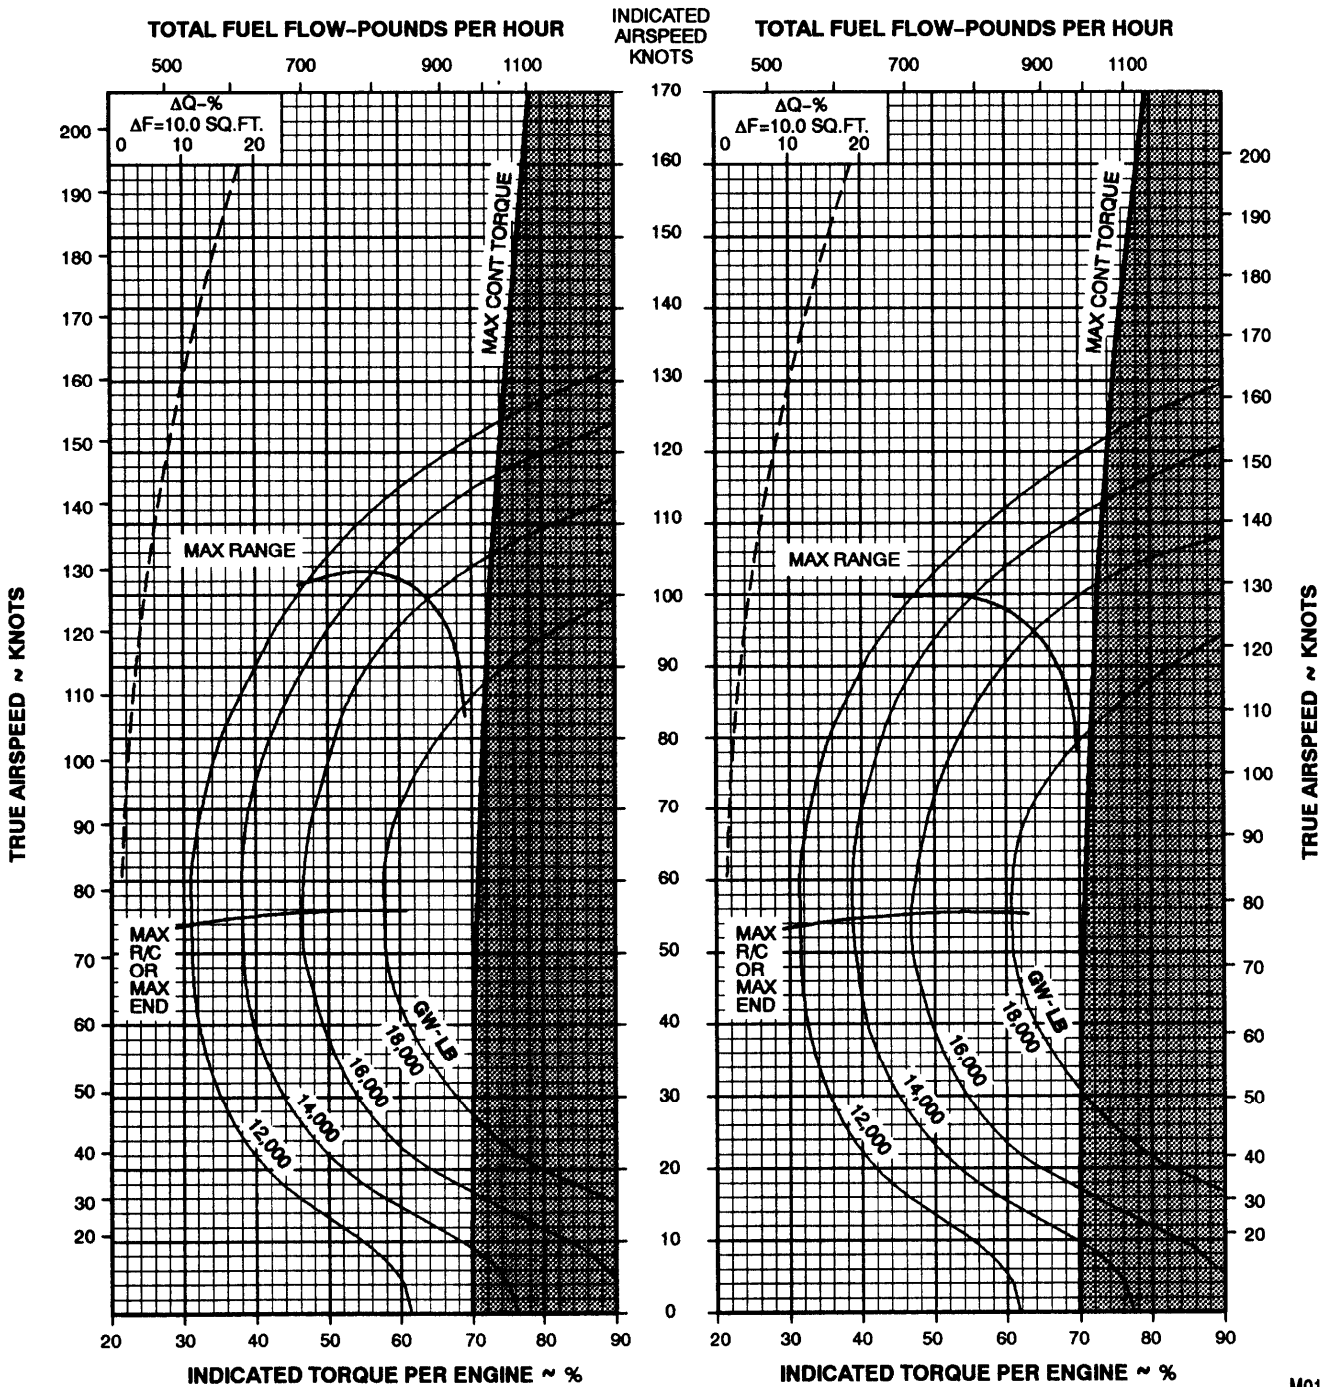 TOTAL FUEL FLOW–POUNDS PER HOUR
INDICATED
AIRSPEED
KNOTS
TOTAL FUEL FLOW–POUNDS PER HOUR
500 700 900 1100
500 700 900 1100
ΔQ–%
ΔF=10.0 SQ.FT.
0 10 20
ΔQ–%
ΔF=10.0 SQ.FT.
0 10 20
TRUE AIRSPEED ~ KNOTS
200
190
180
170
160
150
140
130
120
110
100
90
80
70
60
50
40
30
20
MAX CONT TORQUE
MAX RANGE
MAX
R/C
OR
MAX
END
GW-LB
18,000
16,000
14,000
12,000
20 30 40 50 60 70 80 90
INDICATED TORQUE PER ENGINE ~ %
170
160
150
140
130
120
110
100
90
80
70
60
50
40
30
20
10
0
MAX CONT TORQUE
MAX RANGE
MAX
R/C
OR
MAX
END
GW-LB
18,000
16,000
14,000
12,000
20 30 40 50 60 70 80 90
INDICATED TORQUE PER ENGINE ~ %
200
190
180
170
160
150
140
130
120
110
100
90
80
70
60
50
40
30
20
TRUE AIRSPEED ~ KNOTS